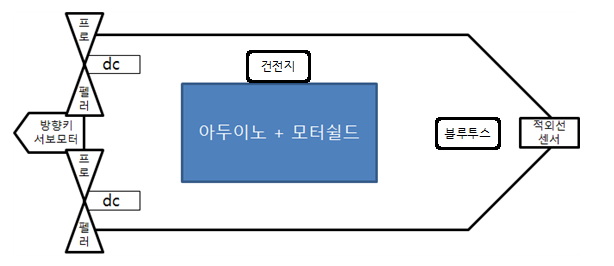 프
로
dc
펠
러
건전지
방향키
서보모터
아두이노 + 모터쉴드
블루투스
적외선
센서
프
로
dc
펠
러